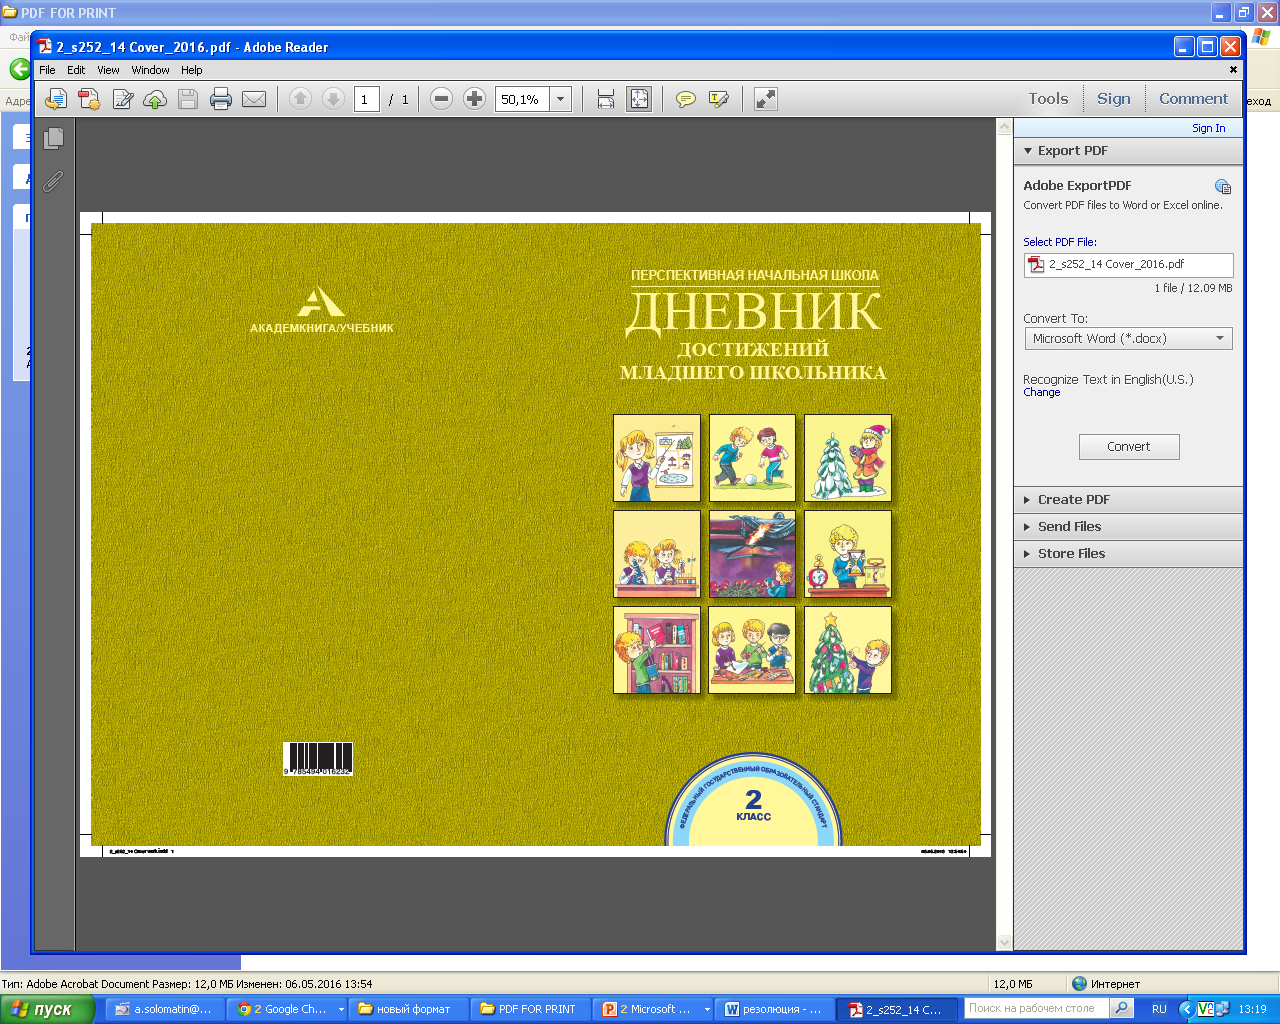 PDF FOR PRINT
2_s252_14 Cover_2016.pdf - Adobe Reader
File Edit View Window Help
1 / 1 50,1% Tools Sign Comment
Sign In
Export PDF
Adobe ExportPDF
Convert PDF files to Word or Excel online.
Select PDF File:
2_s252_14 Cover_2016.pdf
1 file / 12.09 MB
Convert To:
Microsoft Word (*.docx)
Recognize Text in English(U.S.)
Change
Convert
Create PDF
Send Files
Store Files
АКАДЕМКНИГА/УЧЕБНИК
9 785494 016232
ПЕРСПЕКТИВНАЯ НАЧАЛЬНАЯ ШКОЛА
ДНЕВНИК
ДОСТИЖЕНИЙ
МЛАДШЕГО ШКОЛЬНИКА
ФЕДЕРАЛЬНЫЙ ГОСУДАРСТВЕННЫЙ ОБРАЗОВАТЕЛЬНЫЙ СТАНДАРТ
2
КЛАСС
Тип: Adobe Acrobat Document Размер: 12,0 МБ Изменен: 06.05.2016 13:54 12,0 МБ Интернет
пуск a.solomatin@... 2 Google Ch... новый формат PDF FOR PRINT 2 Microsoft ... резолюция - ... 2_s252_14 C... Поиск на рабочем столе RU 13:19